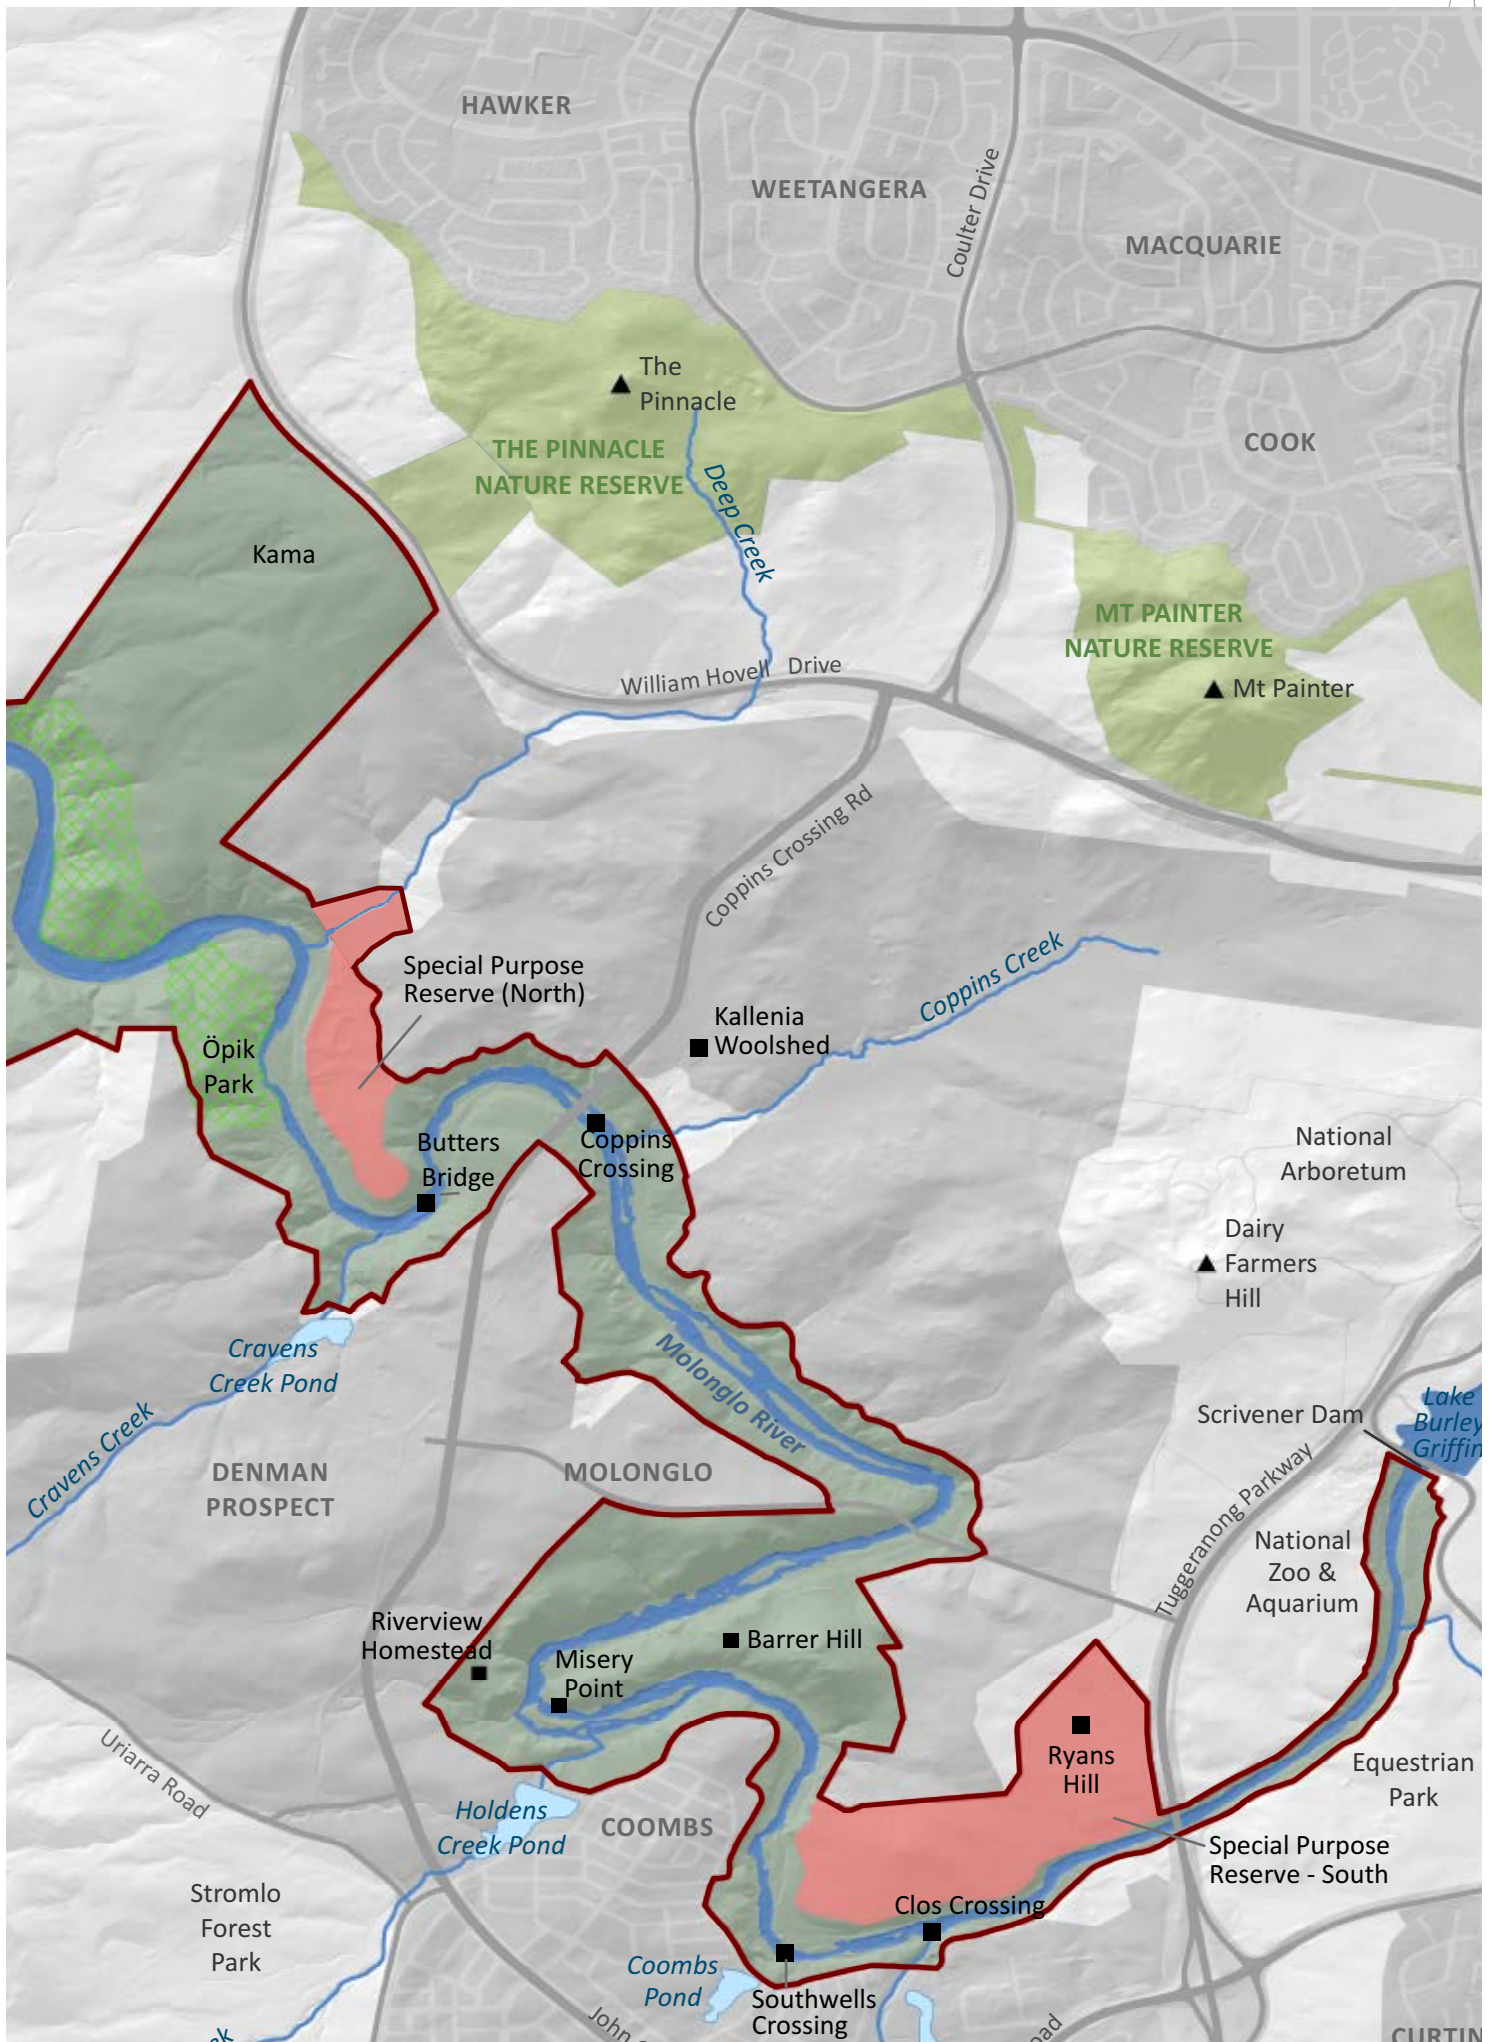 HAWKER
WEETANGERA
Coulter Drive
MACQUARIE
The
Pinnacle
THE PINNACLE
NATURE RESERVE
Deep Creek
COOK
Kama
MT PAINTER
NATURE RESERVE
Mt Painter
William Hovell Drive
Coppins Crossing Rd
Special Purpose
Reserve (North)
Coppins Creek
Kallenia
Woolshed
Öpik
Park
Butters
Bridge
Coppins
Crossing
National
Arboretum
Dairy
Farmers
Hill
Cravens
Creek Pond
Cravens Creek
Molonglo River
Scrivener Dam
Lake
Burley
Griffin
DENMAN
PROSPECT
MOLONGLO
Tuggeranong Parkway
National
Zoo &
Aquarium
Riverview
Homestead
Misery
Point
Barrer Hill
Ryans
Hill
Uriarra Road
Equestrian
Park
Holdens
Creek Pond
COOMBS
Special Purpose
Reserve - South
Stromlo
Forest
Park
Clos Crossing
Coombs
Pond
Southwells
Crossing
John